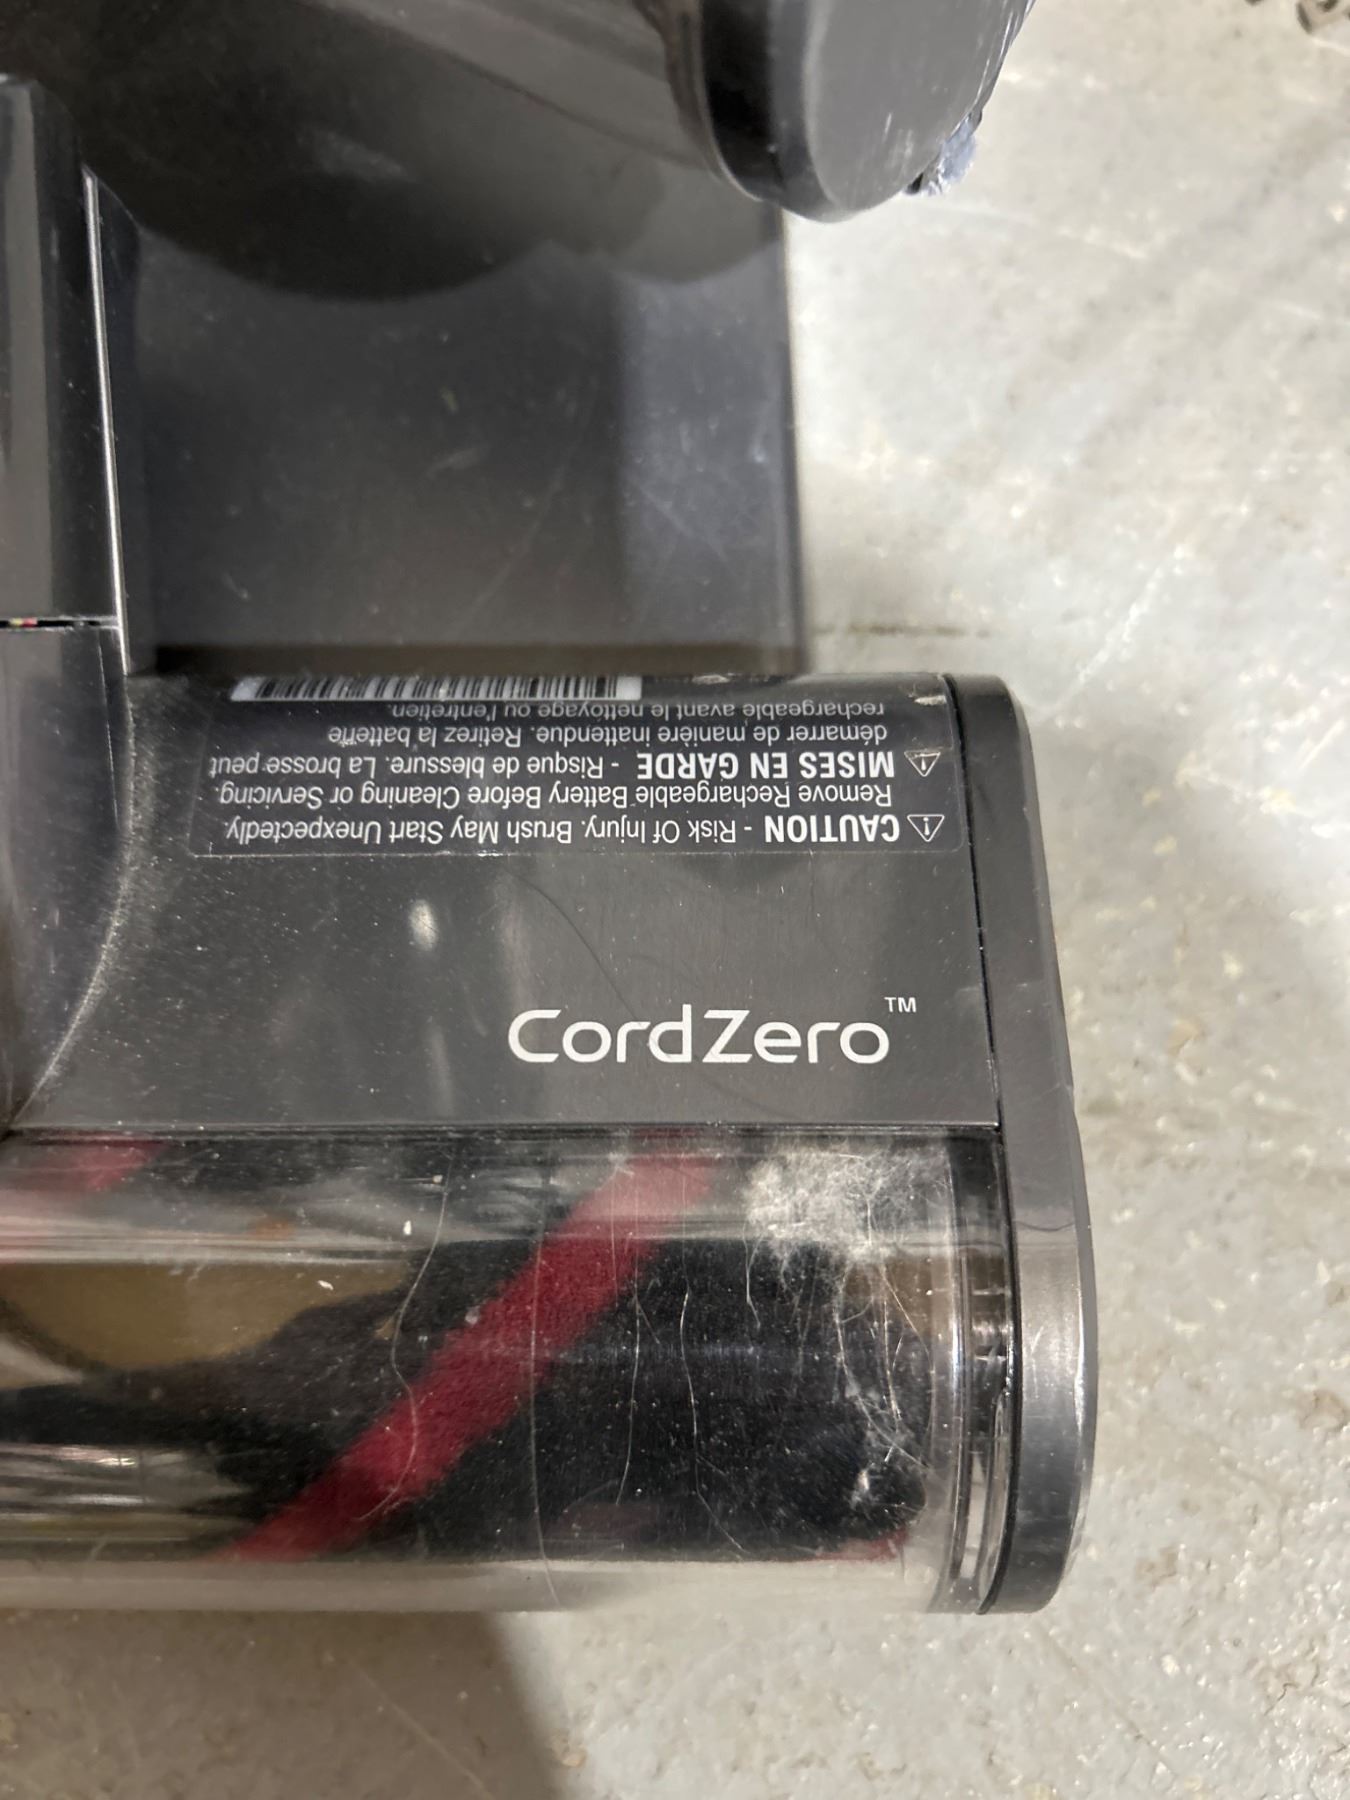 ⚠ CAUTION - Risk Of Injury. Brush May Start Unexpectedly.
Remove Rechargeable Battery Before Cleaning or Servicing.
⚠ MISES EN GARDE - Risque de blessure. La brosse peut
démarrer de manière inattendue. Retirez la batterie
rechargeable avant le nettoyage ou l'entretien.
CordZero™